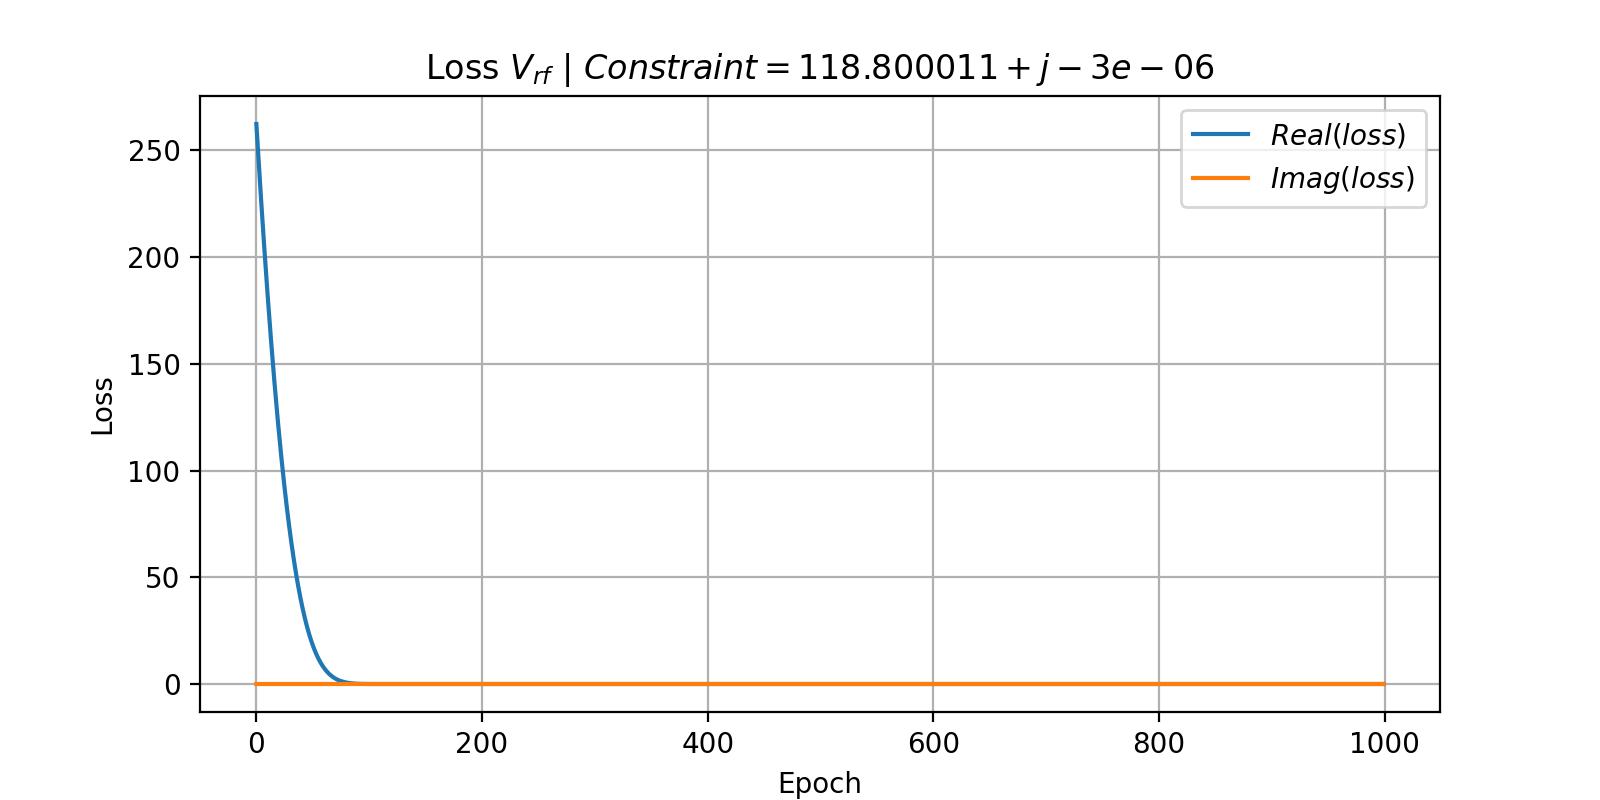 Loss V_rf | Constraint = 118.800011 + j − 3e − 06
Real(loss)
Imag(loss)
250
200
150
100
50
0
Loss
0 200 400 600 800 1000
Epoch